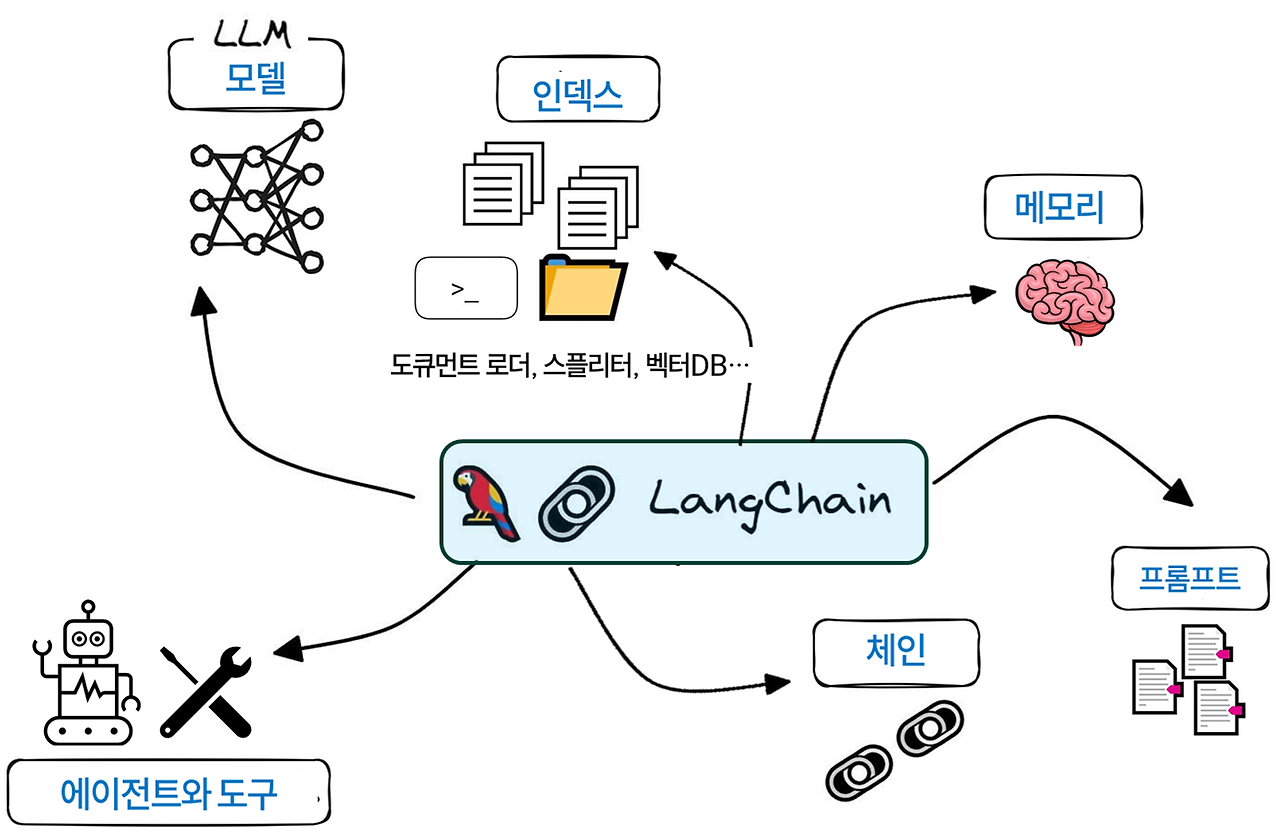 LLM
모델
인덱스
메모리
>_
도큐먼트 로더, 스플리터, 벡터DB…
LangChain
프롬프트
체인
에이전트와 도구